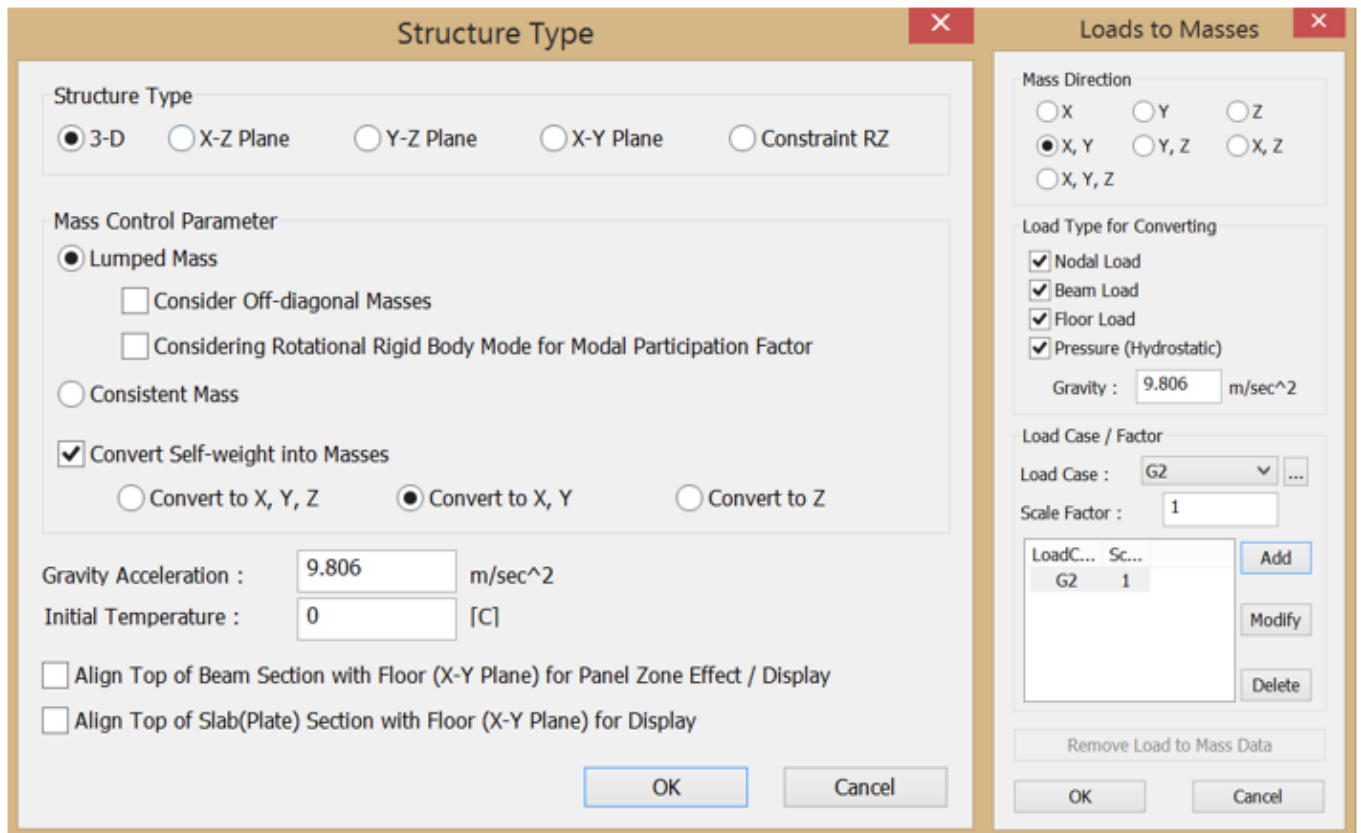 Structure Type
Structure Type
3-D X-Z Plane Y-Z Plane X-Y Plane Constraint RZ
Mass Control Parameter
Lumped Mass
Consider Off-diagonal Masses
Considering Rotational Rigid Body Mode for Modal Participation Factor
Consistent Mass
Convert Self-weight into Masses
Convert to X, Y, Z Convert to X, Y Convert to Z
Gravity Acceleration : 9.806 m/sec^2
Initial Temperature : 0 [C]
Align Top of Beam Section with Floor (X-Y Plane) for Panel Zone Effect / Display
Align Top of Slab(Plate) Section with Floor (X-Y Plane) for Display
OK Cancel
Loads to Masses
Mass Direction
X Y Z
X, Y Y, Z X, Z
X, Y, Z
Load Type for Converting
Nodal Load
Beam Load
Floor Load
Pressure (Hydrostatic)
Gravity : 9.806 m/sec^2
Load Case / Factor
Load Case : G2 ...
Scale Factor : 1
LoadC... Sc...
G2 1
Add
Modify
Delete
Remove Load to Mass Data
OK Cancel